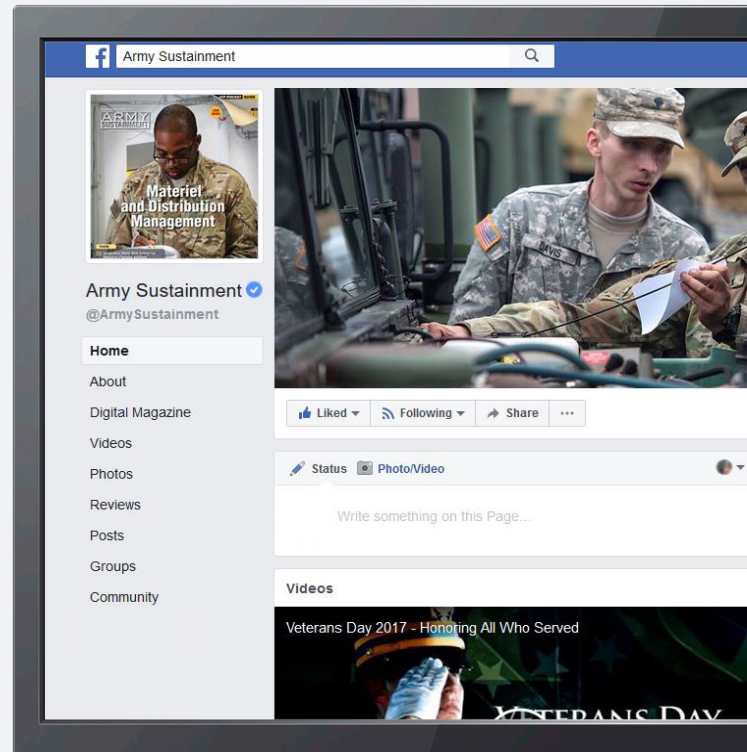 Army Sustainment
ARMY
SUSTAINMENT
Materiel
and Distribution
Management
Army Sustainment
@ArmySustainment
Home
About
Digital Magazine
Videos
Photos
Reviews
Posts
Groups
Community
DAVIS
Liked
Following
Share
Status
Photo/Video
Write something on this Page...
Videos
Veterans Day 2017 - Honoring All Who Served
VETERANS DAY